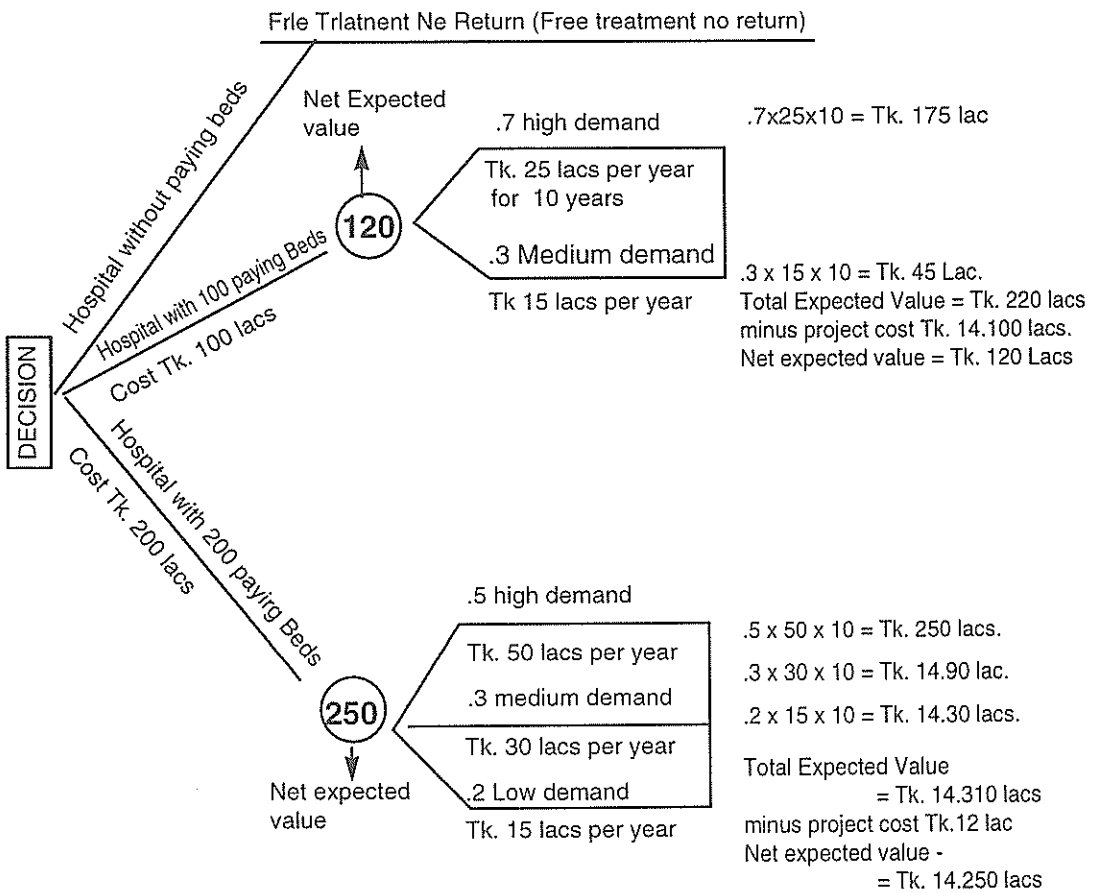 Frle Trlatnent Ne Return (Free treatment no return)
Hospital without paying beds
Net Expected
value
.7 high demand
.7x25x10 = Tk. 175 lac
Tk. 25 lacs per year
for 10 years
120
.3 Medium demand
Hospital with 100 paying Beds
Cost Tk. 100 lacs
Tk 15 lacs per year
.3 x 15 x 10 = Tk. 45 Lac.
Total Expected Value = Tk. 220 lacs
minus project cost Tk. 14.100 lacs.
Net expected value = Tk. 120 Lacs
DECISION
Hospital with 200 payirg Beds
Cost Tk. 200 lacs
.5 high demand
.5 x 50 x 10 = Tk. 250 lacs.
Tk. 50 lacs per year
.3 medium demand
.3 x 30 x 10 = Tk. 14.90 lac.
250
.2 x 15 x 10 = Tk. 14.30 lacs.
Tk. 30 lacs per year
.2 Low demand
Net expected
value
Tk. 15 lacs per year
Total Expected Value
= Tk. 14.310 lacs
minus project cost Tk.12 lac
Net expected value -
= Tk. 14.250 lacs